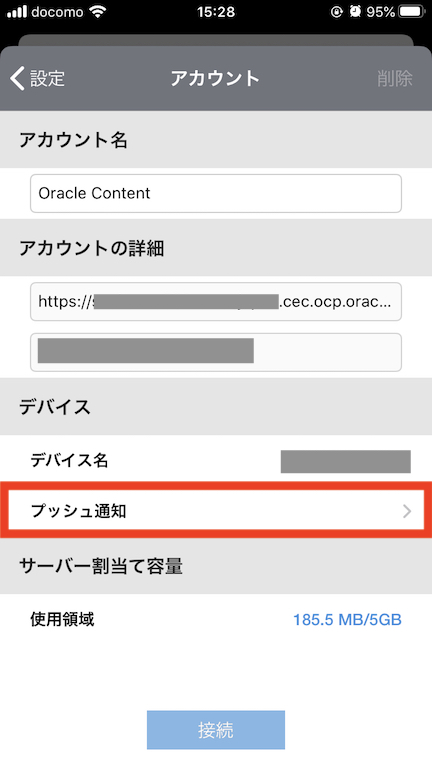 docomo 15:28 95%
設定 アカウント 削除
アカウント名
Oracle Content
アカウントの詳細
https://s .cec.ocp.orac...
デバイス
デバイス名
プッシュ通知
サーバー割当て容量
使用領域 185.5 MB/5GB
接続